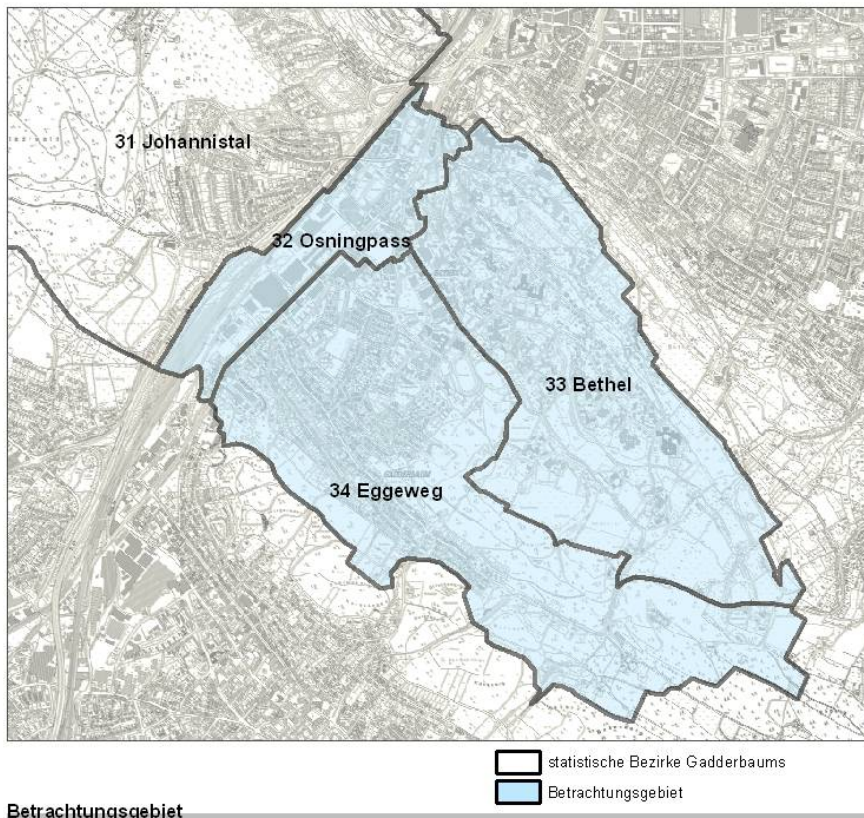 31 Johannistal
32 Osningpass
33 Bethel
34 Eggeweg
statistische Bezirke Gadderbaums
Betrachtungsgebiet
Betrachtungsgebiet